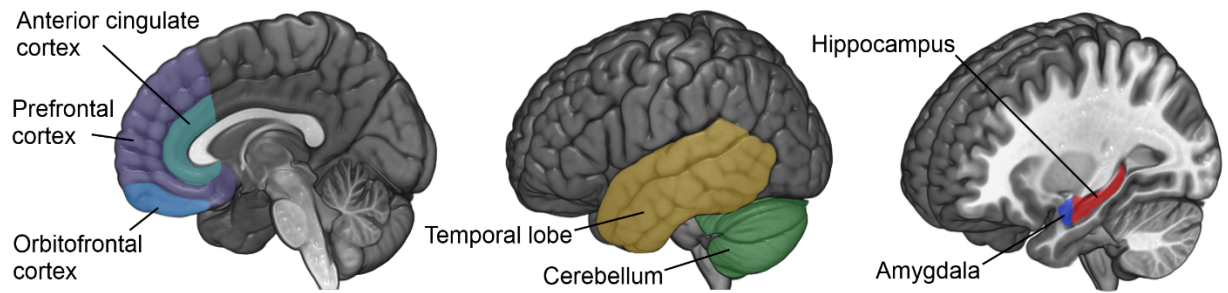 Anterior cingulate
cortex
Prefrontal
cortex
Orbitofrontal
cortex
Temporal lobe
Cerebellum
Hippocampus
Amygdala